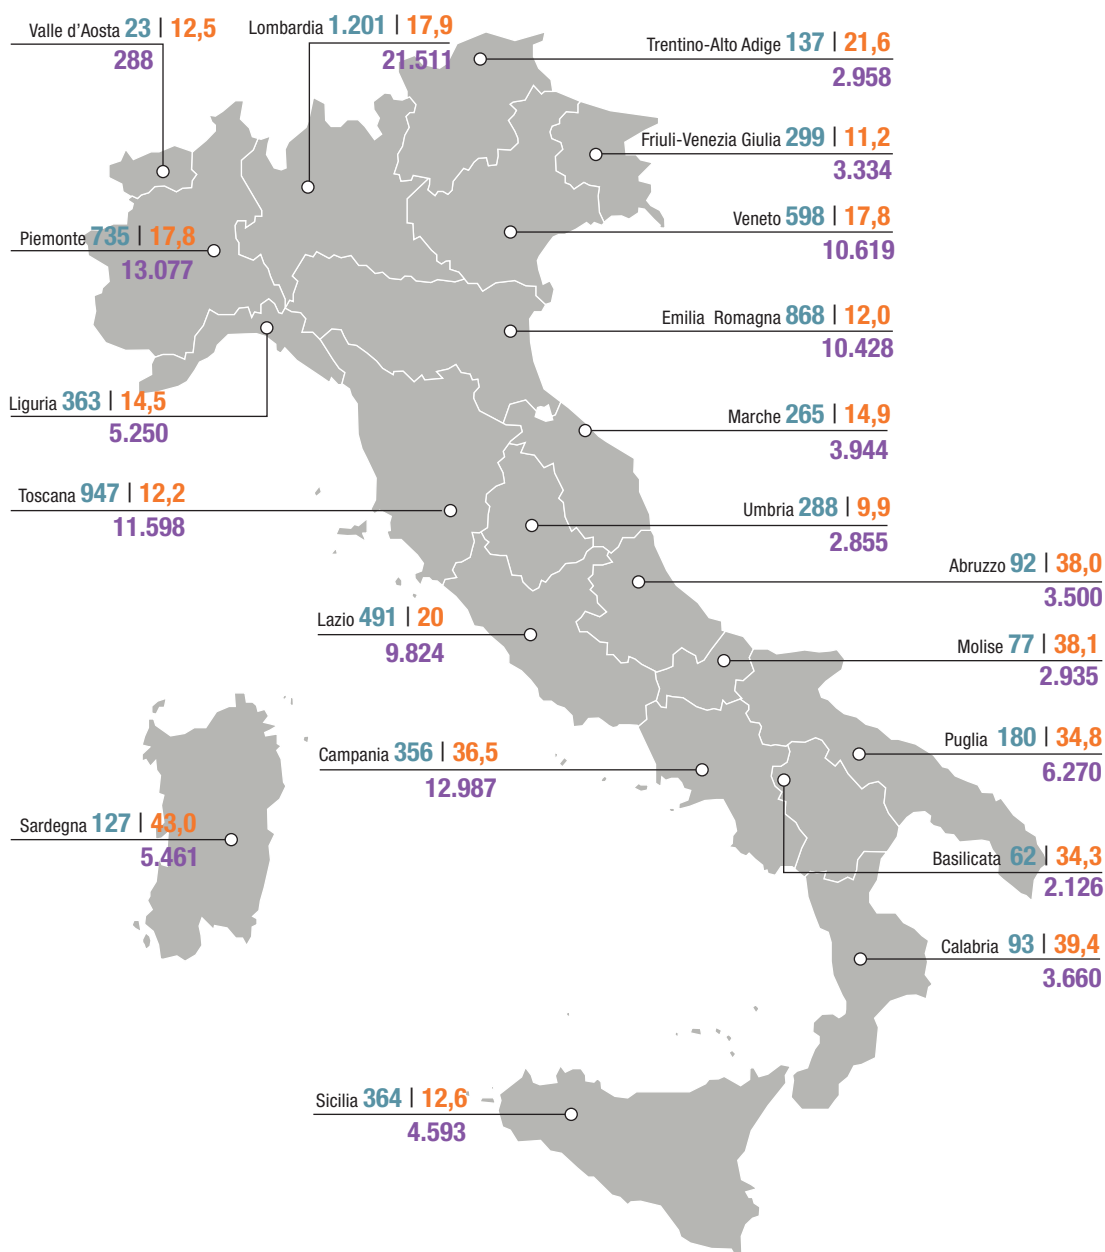 Valle d'Aosta 23 | 12,5
288
Lombardia 1.201 | 17,9
21.511
Trentino-Alto Adige 137 | 21,6
2.958
Friuli-Venezia Giulia 299 | 11,2
3.334
Veneto 598 | 17,8
10.619
Piemonte 735 | 17,8
13.077
Emilia Romagna 868 | 12,0
10.428
Liguria 363 | 14,5
5.250
Marche 265 | 14,9
3.944
Toscana 947 | 12,2
11.598
Umbria 288 | 9,9
2.855
Abruzzo 92 | 38,0
3.500
Lazio 491 | 20
9.824
Molise 77 | 38,1
2.935
Puglia 180 | 34,8
6.270
Campania 356 | 36,5
12.987
Sardegna 127 | 43,0
5.461
Basilicata 62 | 34,3
2.126
Calabria 93 | 39,4
3.660
Sicilia 364 | 12,6
4.593